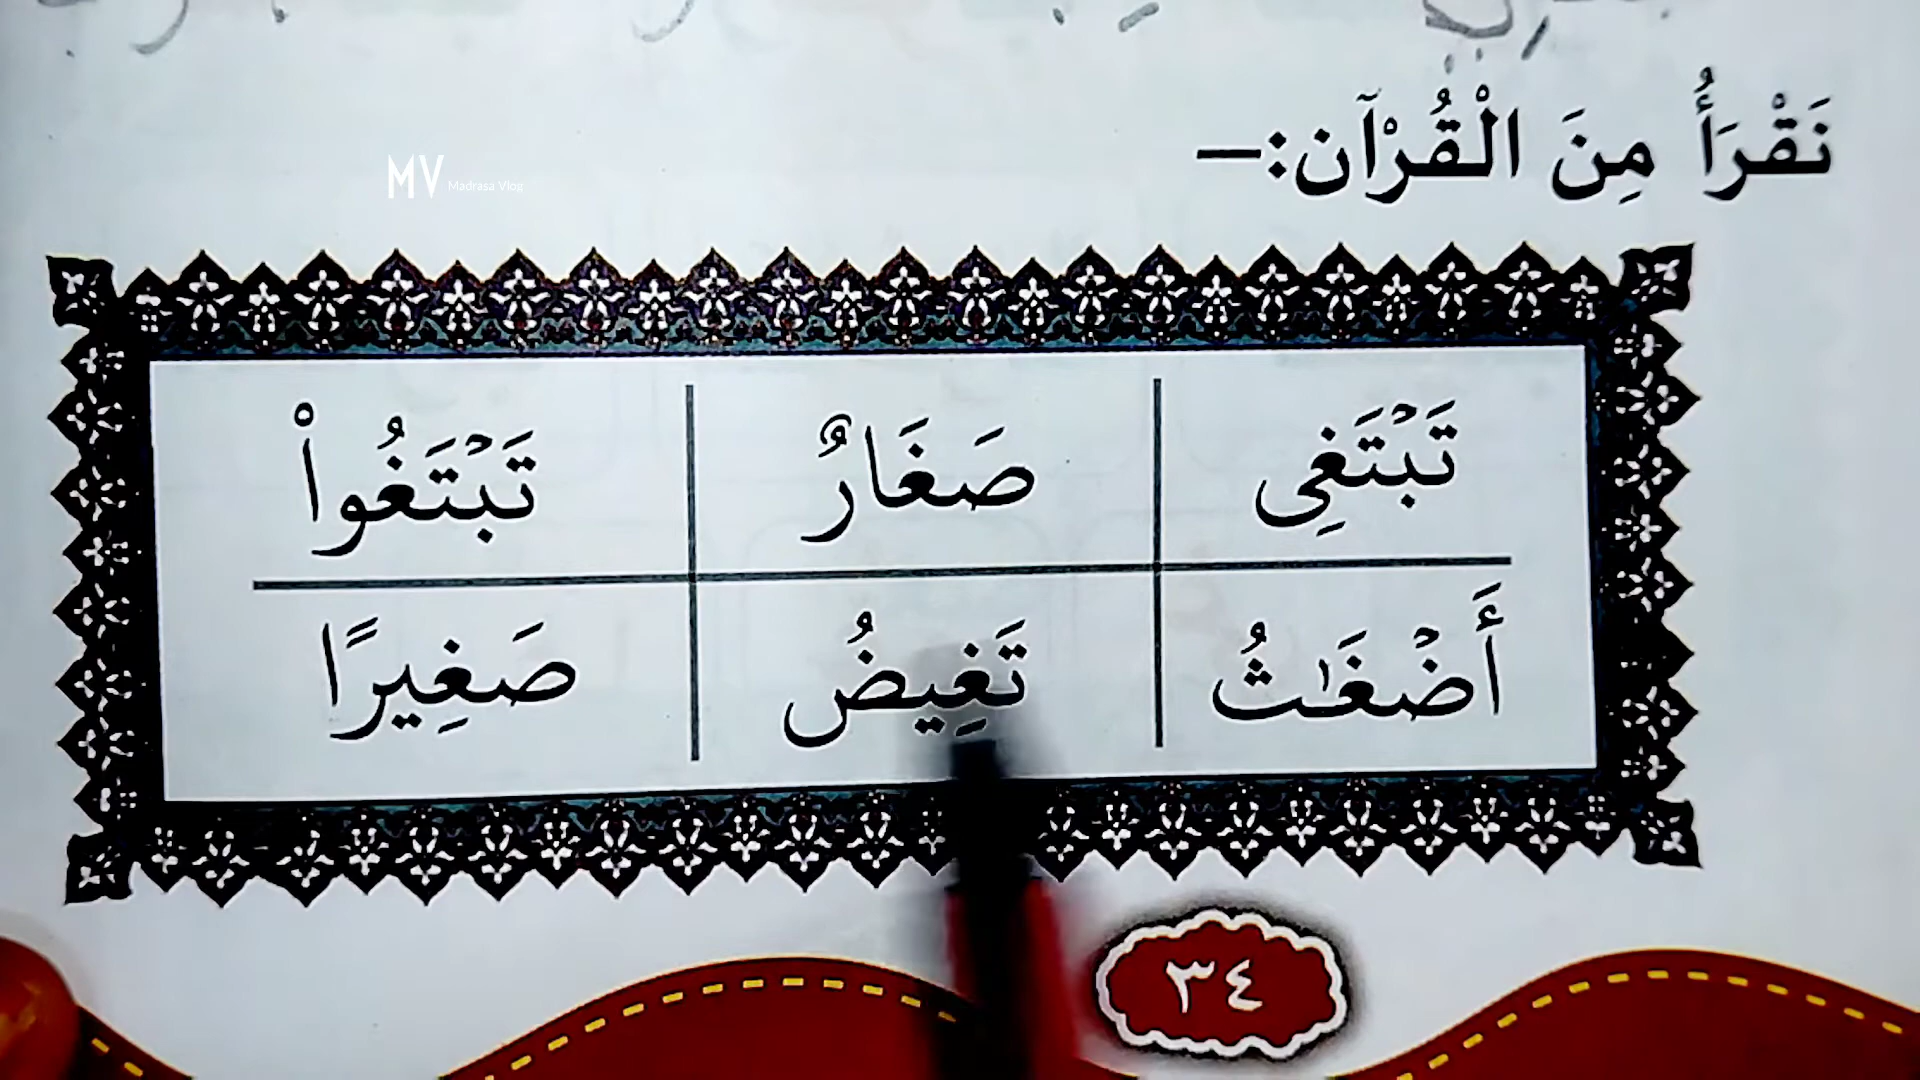 نَقْرَأُ مِنَ الْقُرْآن:–
MV Madrasa Vlog
تَبْتَغِى صَغَارٌ تَبْتَغُواْ
أَضْغَٰثُ تَغِيضُ صَغِيرًا
٣٤